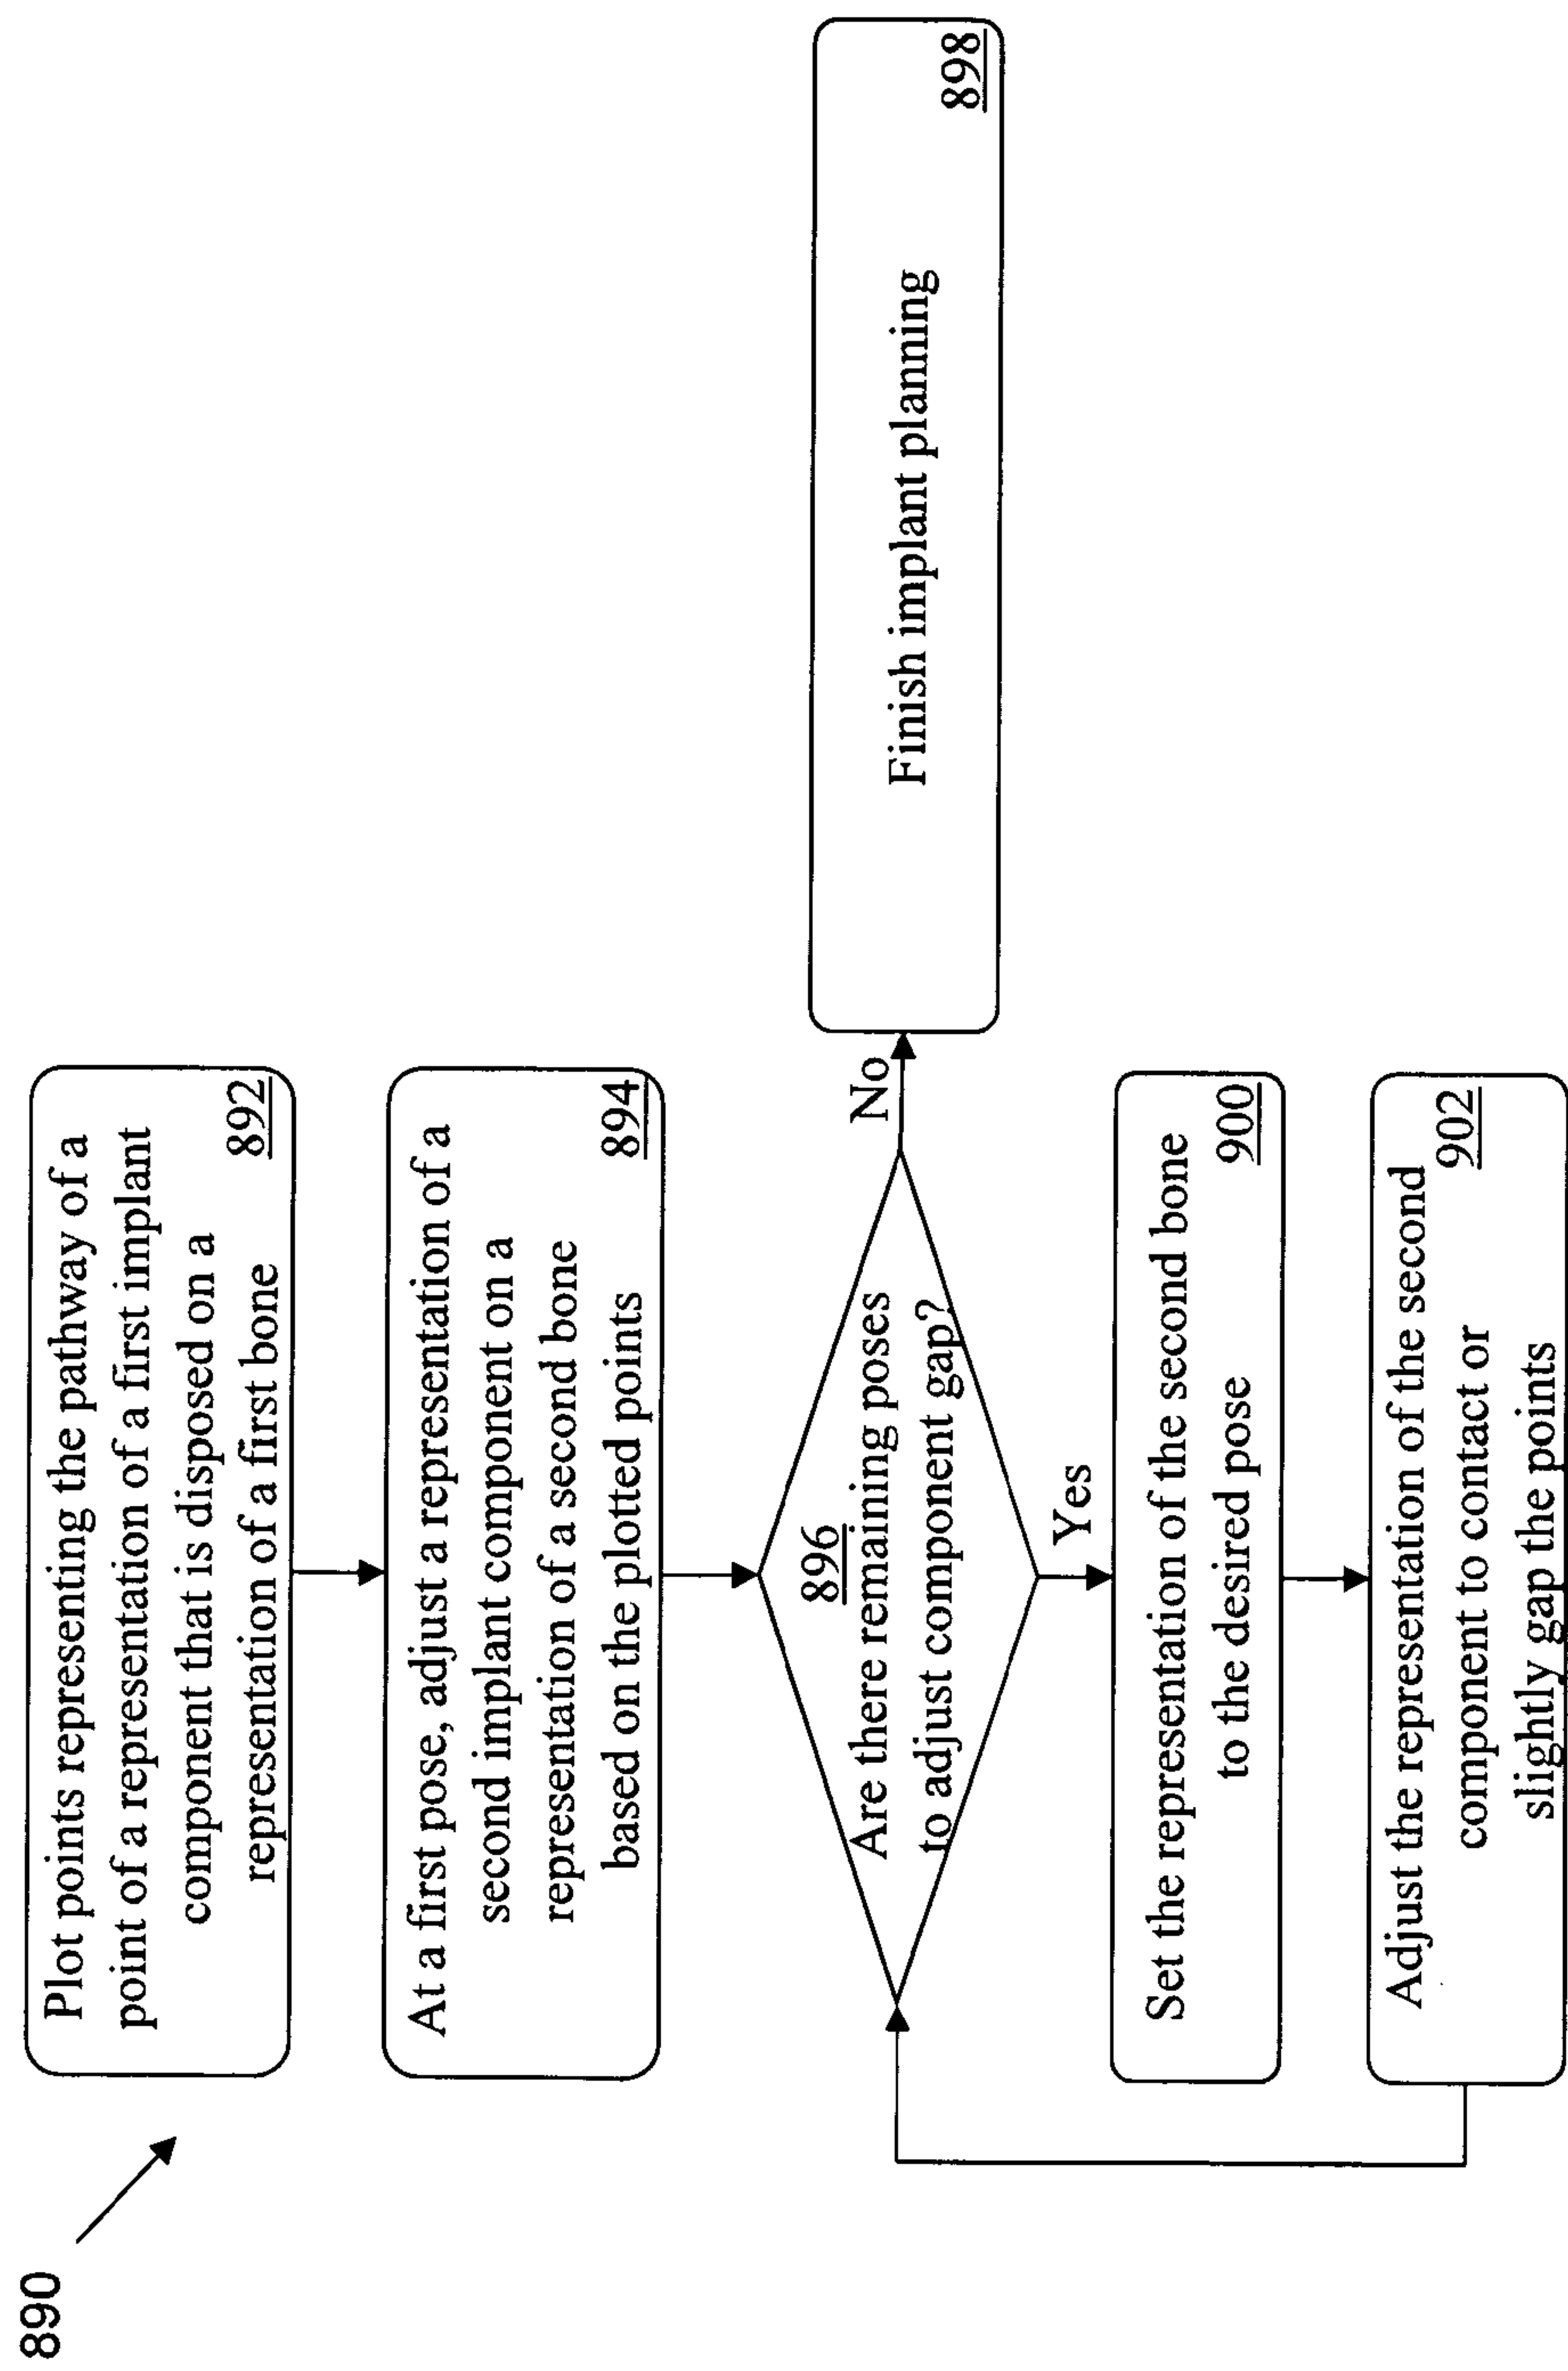 890
Plot points representing the pathway of a
point of a representation of a first implant
component that is disposed on a
representation of a first bone
892
At a first pose, adjust a representation of a
second implant component on a
representation of a second bone
based on the plotted points
894
896
Are there remaining poses
to adjust component gap?
No
Finish implant planning
898
Yes
Set the representation of the second bone
to the desired pose
900
Adjust the representation of the second
component to contact or
slightly gap the points
902